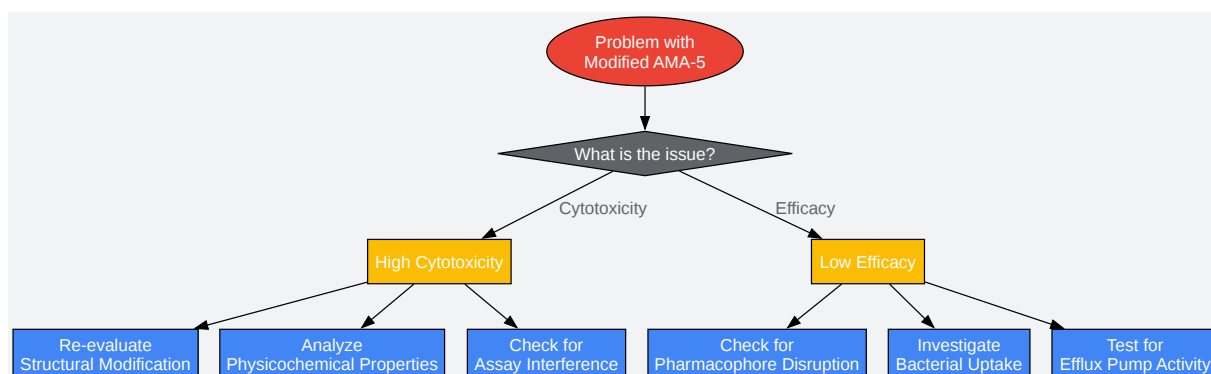 Problem with
Modified AMA-5
What is the issue?
Cytotoxicity
Efficacy
High Cytotoxicity
Low Efficacy
Re-evaluate
Structural Modification
Analyze
Physicochemical Properties
Check for
Assay Interference
Check for
Pharmacophore Disruption
Investigate
Bacterial Uptake
Test for
Efflux Pump Activity